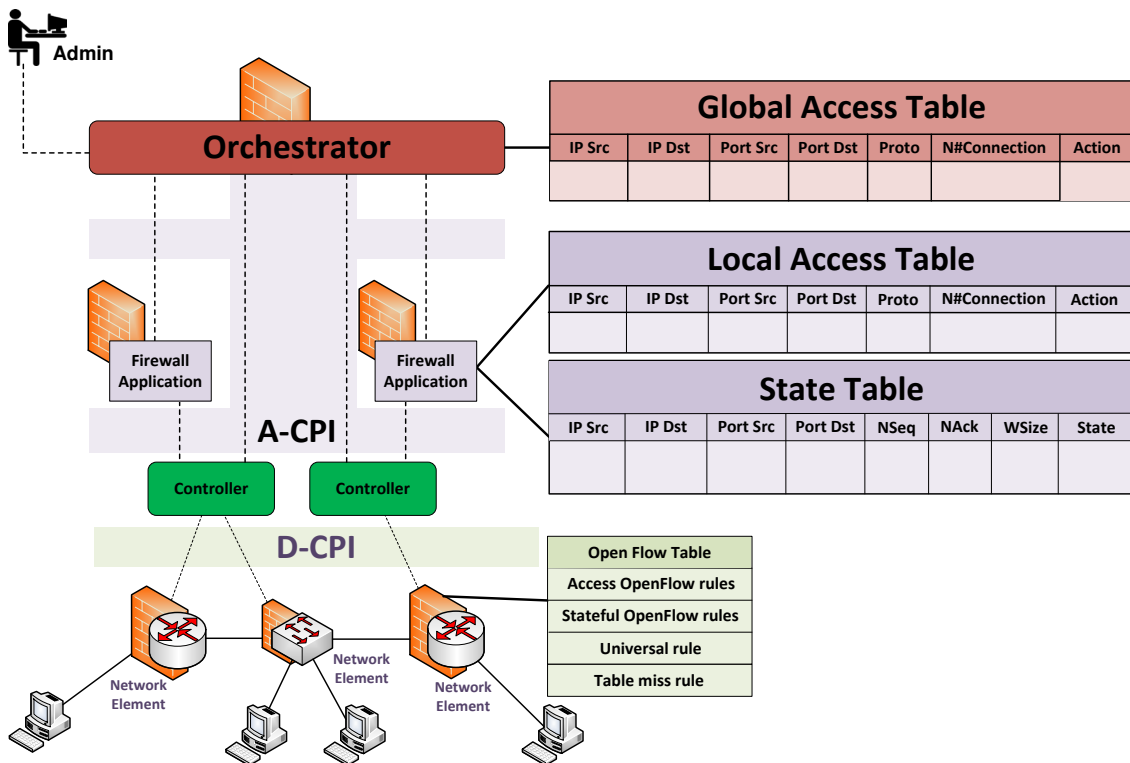 Admin
Orchestrator
Global Access Table
IP Src IP Dst Port Src Port Dst Proto N#Connection Action
Local Access Table
IP Src IP Dst Port Src Port Dst Proto N#Connection Action
Firewall
Application
Firewall
Application
State Table
IP Src IP Dst Port Src Port Dst NSeq NAck WSize State
A-CPI
Controller
Controller
D-CPI
Open Flow Table
Access OpenFlow rules
Stateful OpenFlow rules
Universal rule
Table miss rule
Network
Element
Network
Element
Network
Element